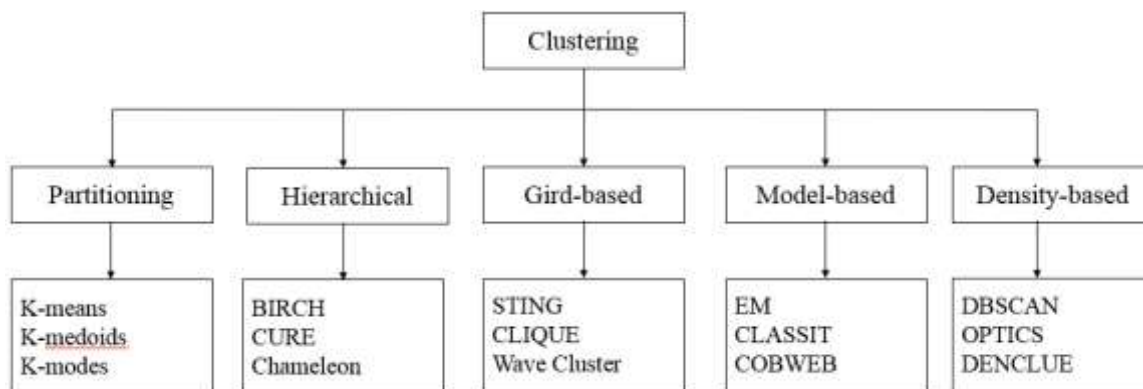 Clustering
Partitioning
Hierarchical
Gird-based
Model-based
Density-based
K-means
K-medoids
K-modes
BIRCH
CURE
Chameleon
STING
CLIQUE
Wave Cluster
EM
CLASSIT
COBWEB
DBSCAN
OPTICS
DENCLUE